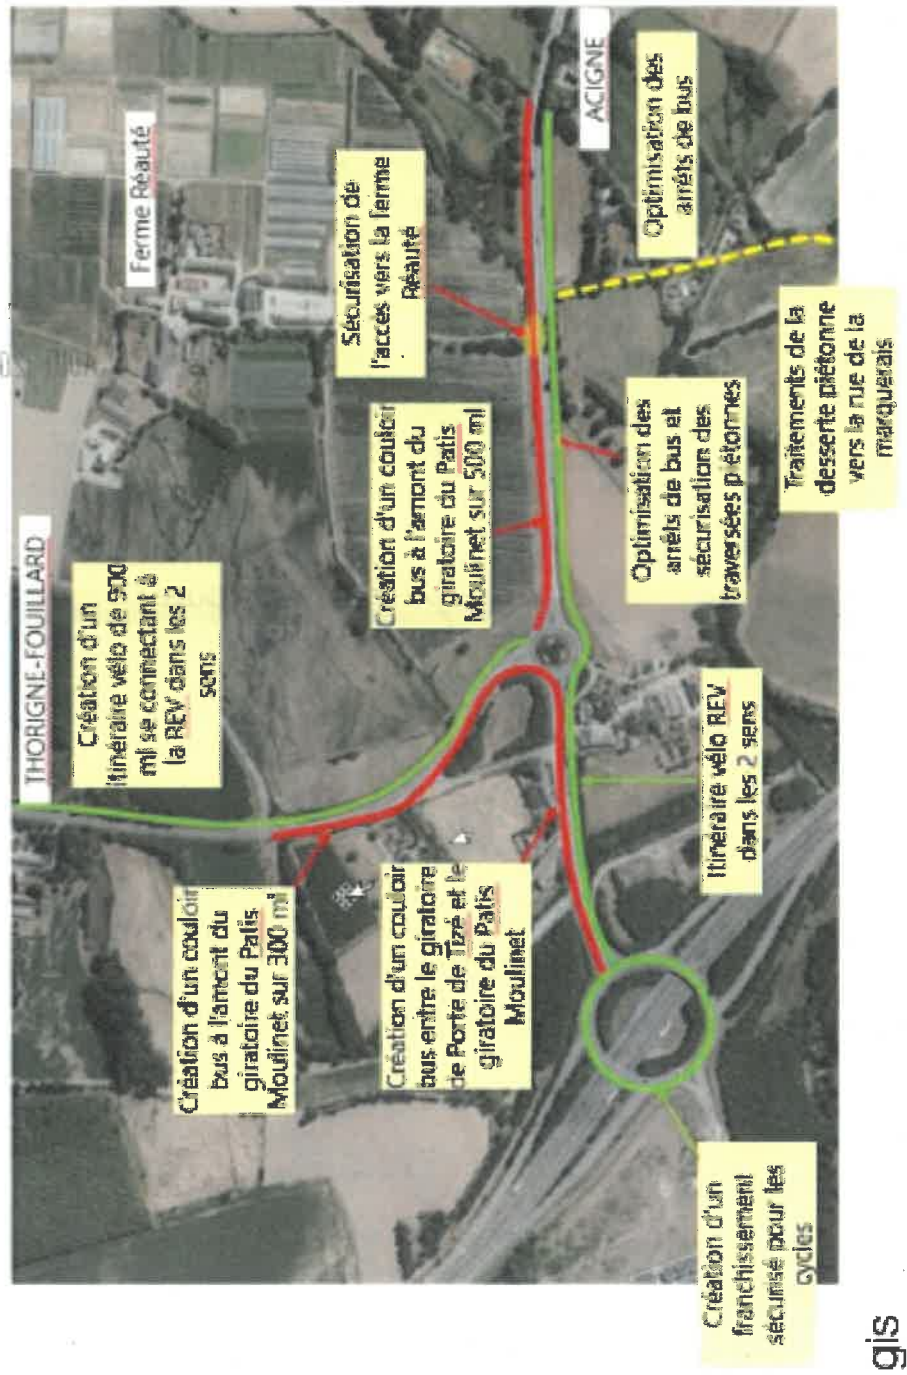 THORIGNE-FOUILLARD
Création d'un
itinéraire vélo de 900
ml se connectant à
la REV dans les 2
sens
Ferme Réauté
Création d'un couloir
bus à l'amont du
giratoire du Patis
Moulinet sur 300 ml
Création d'un couloir
bus entre le giratoire
de Porte de Tizé et le
giratoire du Patis
Moulinet
Création d'un couloir
bus à l'amont du
giratoire du Patis
Moulinet sur 500 ml
Sécurisation de
l'accès vers la ferme
Réauté
ACIGNE
Optimisation des
arrêts de bus
Optimisation des
arrêts de bus et
sécurisation des
traversées piétonnes
Itinéraire vélo REV
dans les 2 sens
Traitements de la
desserte piétonne
vers la rue de la
marquerais
Création d'un
franchissement
sécurisé pour les
cycles
gis